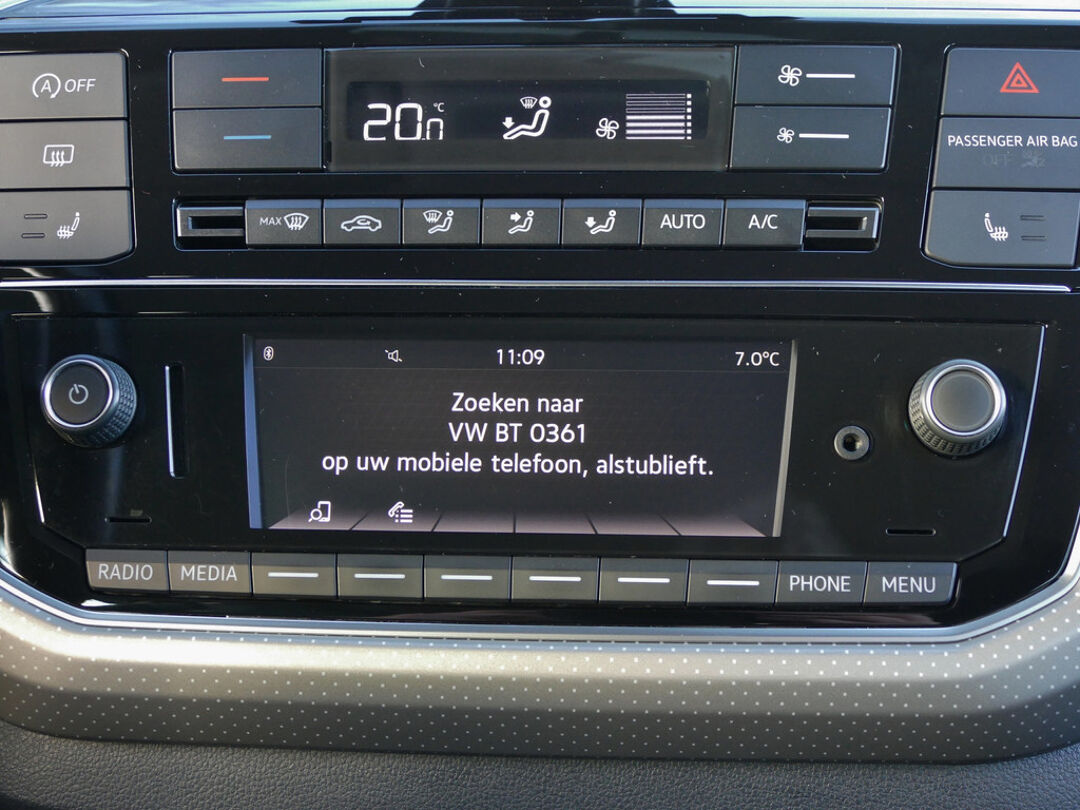 (A) OFF
20.0 °C
PASSENGER AIR BAG
OFF
MAX
AUTO
A/C
11:09
7.0°C
Zoeken naar
VW BT 0361
op uw mobiele telefoon, alstublieft.
RADIO
MEDIA
PHONE
MENU